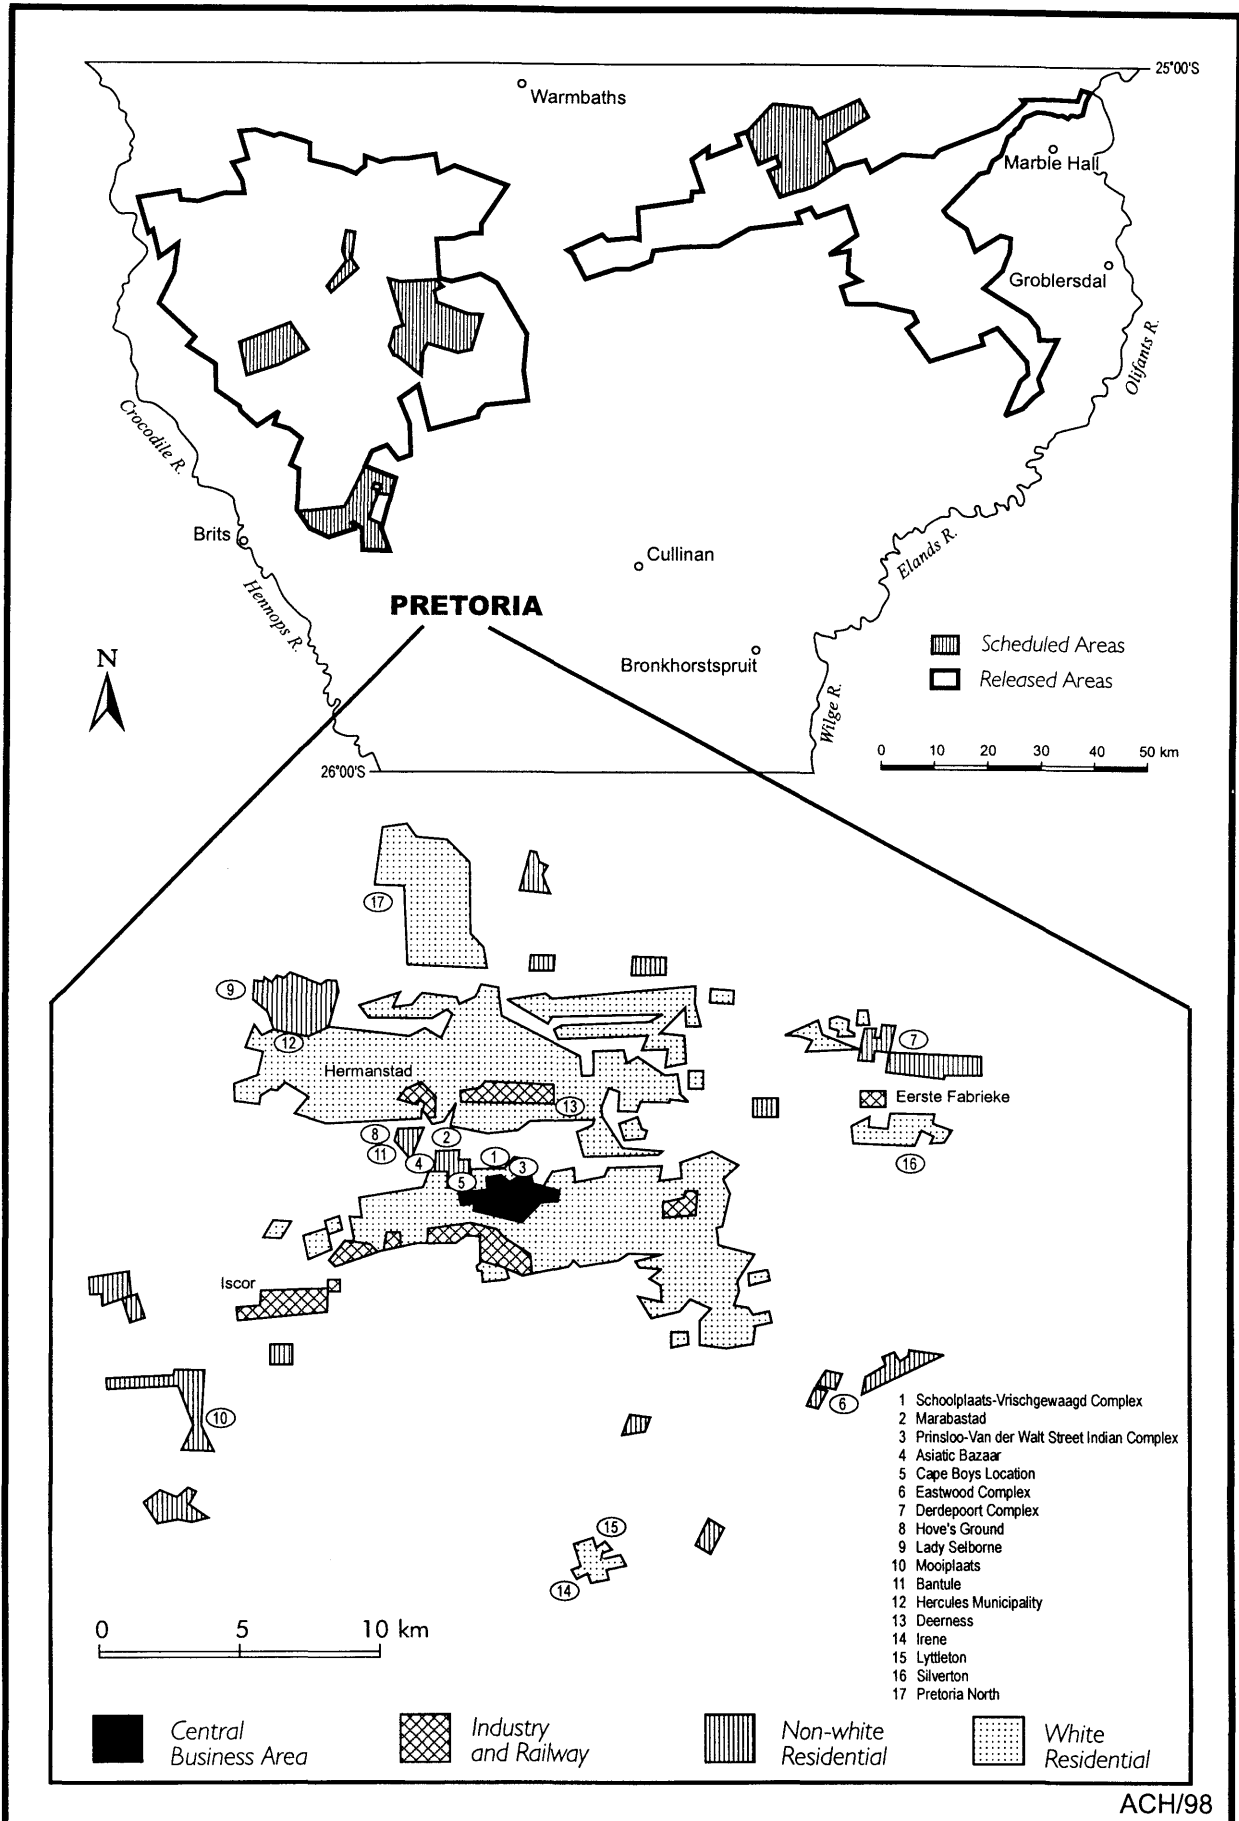 25°00'S
Warmbaths
Marble Hall
Groblersdal
Olifants R.
Crocodile R.
Brits
Hennops R.
Elands R.
Cullinan
PRETORIA
Bronkhorstspruit
Wilge R.
N
Scheduled Areas
Released Areas
0 10 20 30 40 50 km
26°00'S
17
9
12
Hermanstad
7
Eerste Fabrieke
13
8
2
11
4
1
3
5
16
Iscor
10
6
15
14
1 Schoolplaats-Vrischgewaagd Complex
2 Marabastad
3 Prinsloo-Van der Walt Street Indian Complex
4 Asiatic Bazaar
5 Cape Boys Location
6 Eastwood Complex
7 Derdepoort Complex
8 Hove's Ground
9 Lady Selborne
10 Mooiplaats
11 Bantule
12 Hercules Municipality
13 Deerness
14 Irene
15 Lyttleton
16 Silverton
17 Pretoria North
0 5 10 km
Central
Business Area
Industry
and Railway
Non-white
Residential
White
Residential
ACH/98